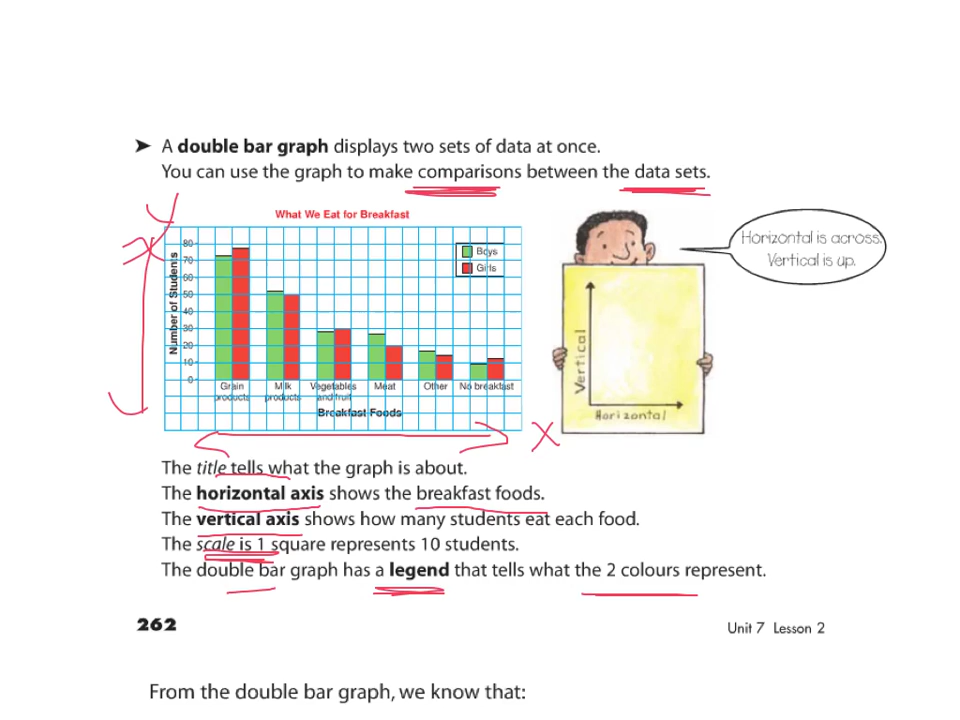 ➤ A double bar graph displays two sets of data at once.
You can use the graph to make comparisons between the data sets.
Y
What We Eat for Breakfast
80
70
60
50
40
30
20
10
0
Number of Students
Boys
Girls
Grain products
Milk products
Vegetables and fruit
Meat
Other
No breakfast
Breakfast Foods
X
Horizontal is across.
Vertical is up.
Vertical
Horizontal
The title tells what the graph is about.
The horizontal axis shows the breakfast foods.
The vertical axis shows how many students eat each food.
The scale is 1 square represents 10 students.
The double bar graph has a legend that tells what the 2 colours represent.
262
Unit 7 Lesson 2
From the double bar graph, we know that: